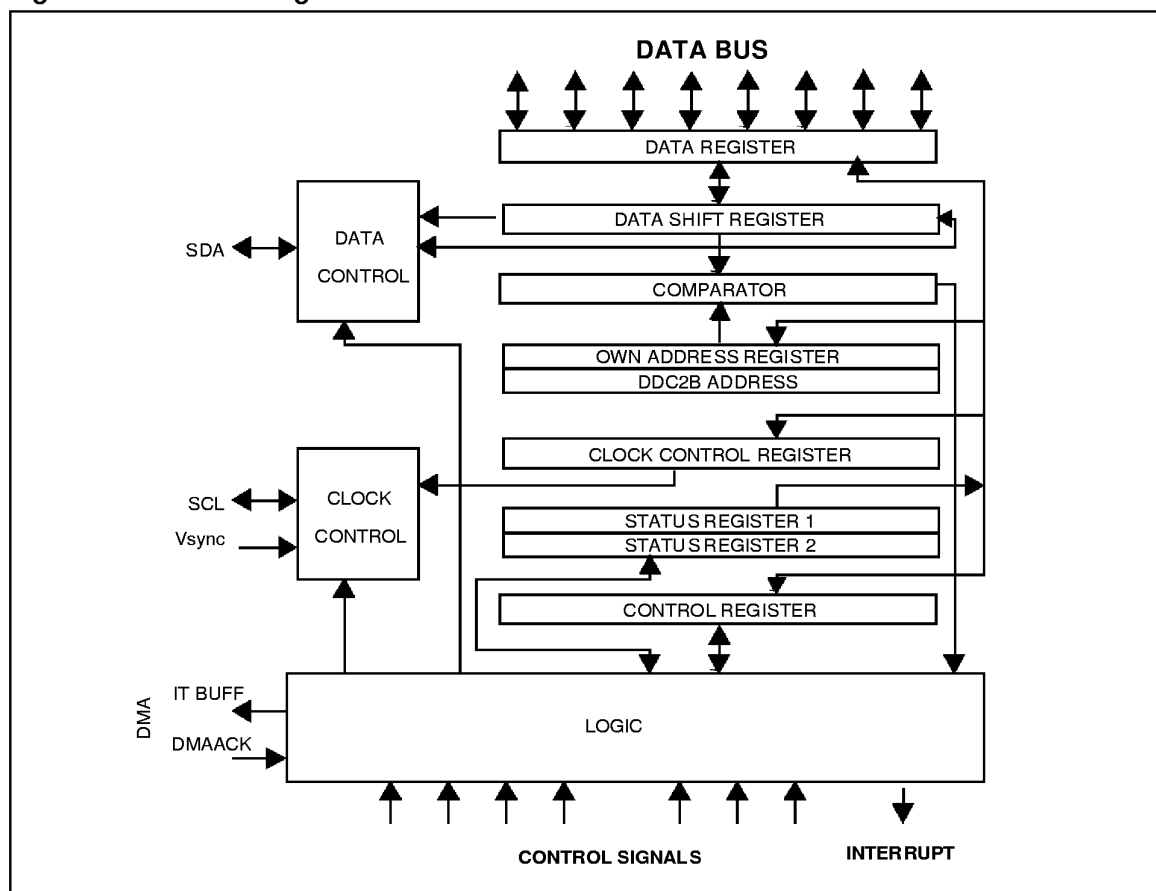 DATA BUS
DATA REGISTER
DATA SHIFT REGISTER
DATA
CONTROL
SDA
COMPARATOR
OWN ADDRESS REGISTER
DDC2B ADDRESS
CLOCK CONTROL REGISTER
CLOCK
CONTROL
SCL
Vsync
STATUS REGISTER 1
STATUS REGISTER 2
CONTROL REGISTER
DMA
IT BUFF
DMAACK
LOGIC
CONTROL SIGNALS
INTERRUPT